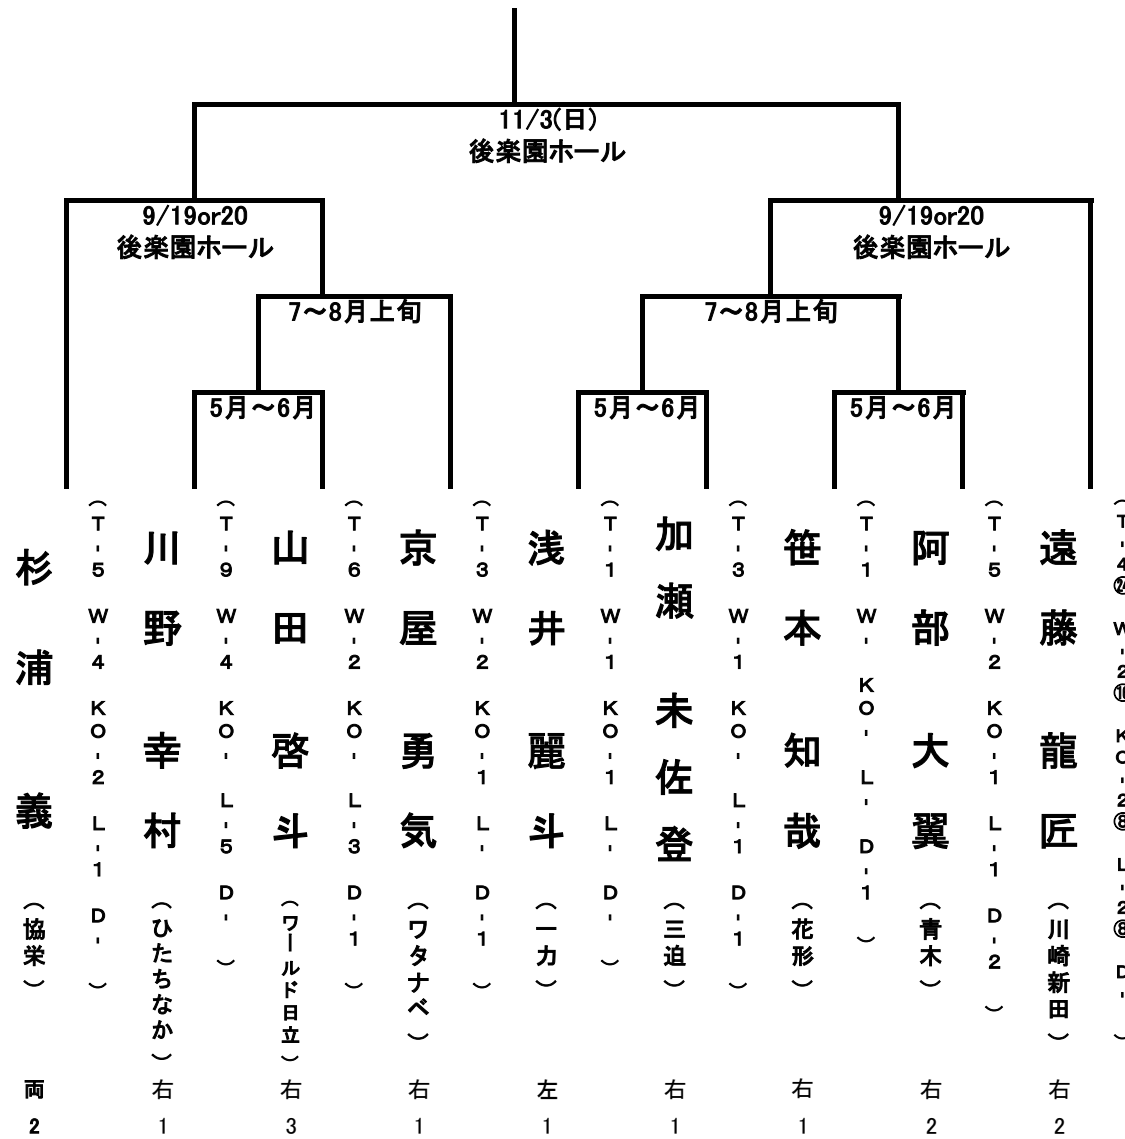 11/3(日)
後楽園ホール
9/19or20
後楽園ホール
9/19or20
後楽園ホール
7～8月上旬
7～8月上旬
5月～6月
5月～6月
5月～6月
杉浦 義 (協栄) 両 2
(T-5 W-4 KO-2 L-1 D- )
川野 幸村 (ひたちなか) 右 1
(T-9 W-4 KO- L-5 D- )
山田 啓斗 (ワールド日立) 右 3
(T-6 W-2 KO- L-3 D-1 )
京屋 勇気 (ワタナベ) 右 1
(T-3 W-2 KO-1 L- D-1 )
浅井 麗斗 (一力) 左 1
(T-1 W-1 KO-1 L- D- )
加瀬 未佐登 (三迫) 右 1
(T-3 W-1 KO- L-1 D-1 )
笹本 知哉 (花形) 右 1
(T-1 W- KO- L- D-1 )
阿部 大翼 (青木) 右 2
(T-5 W-2 KO-1 L-1 D-2 )
遠藤 龍匠 (川崎新田) 右 2
(T-4㉔ W-2⑯ KO-2⑧ L-2⑧ D- )